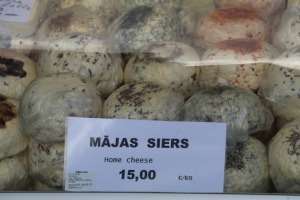 MĀJAS SIERS
Home cheese
15,00 €/KG